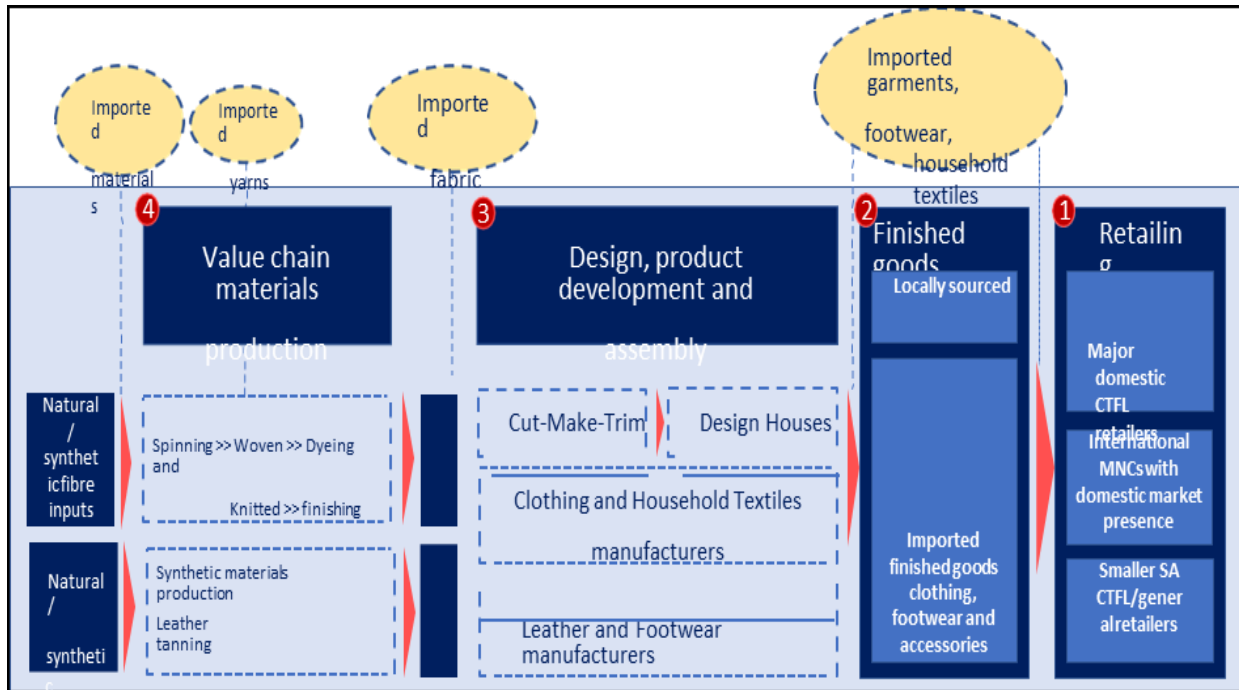 Importe
d
material
s
Importe
d
yarns
Importe
d
fabric
Imported
garments,
footwear,
household
textiles
4
Value chain
materials
production
3
Design, product
development and
assembly
2
Finished
goods
Locally sourced
Imported
finished goods
clothing,
footwear and
accessories
1
Retailin
g
Major
domestic
CTFL
retailers
International
MNCs with
domestic market
presence
Smaller SA
CTFL/gener
alretailers
Natural
/
synthet
icfibre
inputs
Spinning >> Woven >> Dyeing
and
Knitted >> finishing
Cut-Make-Trim
Design Houses
Clothing and Household Textiles
manufacturers
Natural
/
syntheti
Synthetic materials
production
Leather
tanning
Leather and Footwear
manufacturers